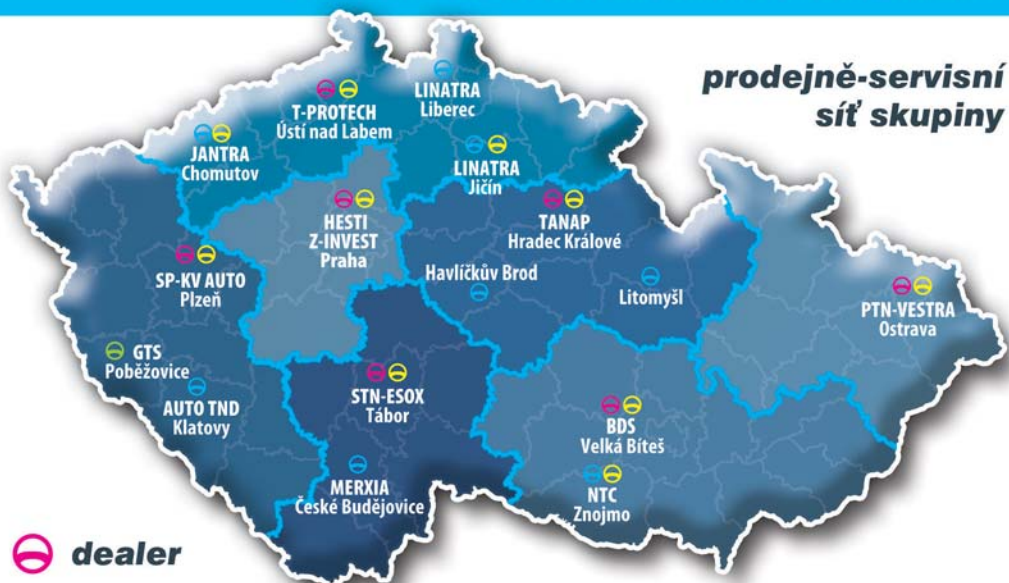 prodejně-servisní
síť skupiny
LINATRA
Liberec
T-PROTECH
Ústí nad Labem
JANTRA
Chomutov
LINATRA
Jičín
HESTI
Z-INVEST
Praha
TANAP
Hradec Králové
SP-KV AUTO
Plzeň
Havlíčkův Brod
Litomyšl
PTN-VESTRA
Ostrava
GTS
Poběžovice
AUTO TND
Klatovy
STN-ESOX
Tábor
BDS
Velká Bíteš
MERXIA
České Budějovice
NTC
Znojmo
dealer